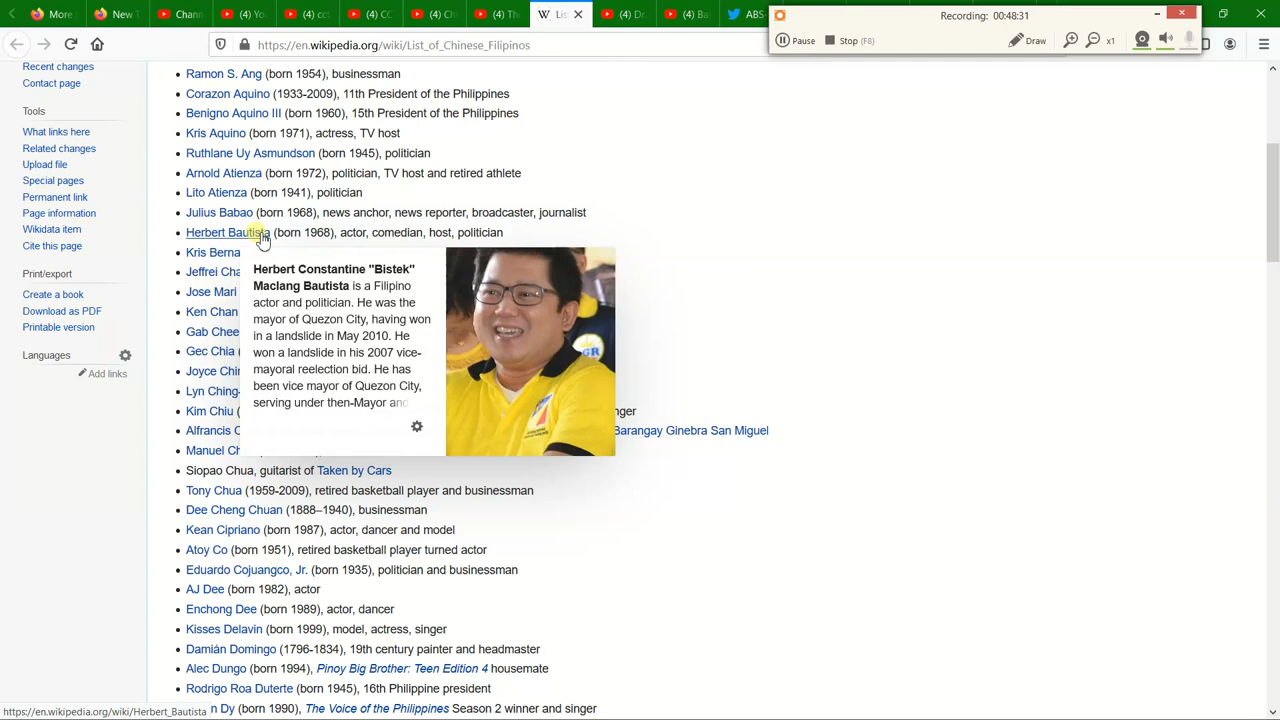 More
New T
Chann
(4) Yo
(4) cct
(4) CC
(4) Che
(4) The
Lis
(4) Dr
(4) Ba
ABS-
Recording: 00:48:31
Pause
Stop (F8)
Draw
x1
https://en.wikipedia.org/wiki/List_of_Chinese_Filipinos
Recent changes
Contact page
Tools
What links here
Related changes
Upload file
Special pages
Permanent link
Page information
Wikidata item
Cite this page
Print/export
Create a book
Download as PDF
Printable version
Languages
Add links
• Ramon S. Ang (born 1954), businessman
• Corazon Aquino (1933-2009), 11th President of the Philippines
• Benigno Aquino III (born 1960), 15th President of the Philippines
• Kris Aquino (born 1971), actress, TV host
• Ruthlane Uy Asmundson (born 1945), politician
• Arnold Atienza (born 1972), politician, TV host and retired athlete
• Lito Atienza (born 1941), politician
• Julius Babao (born 1968), news anchor, news reporter, broadcaster, journalist
• Herbert Bautista (born 1968), actor, comedian, host, politician
• Kris Berna
• Jeffrei Cha
• Jose Mari
• Ken Chan
• Gab Chee
• Gec Chia
• Joyce Chin
• Lyn Ching-
• Kim Chiu ( nger
• Alfrancis C Barangay Ginebra San Miguel
• Manuel Ch
Herbert Constantine "Bistek"
Maclang Bautista is a Filipino
actor and politician. He was the
mayor of Quezon City, having won
in a landslide in May 2010. He
won a landslide in his 2007 vice-
mayoral reelection bid. He has
been vice mayor of Quezon City,
serving under then-Mayor and
• Siopao Chua, guitarist of Taken by Cars
• Tony Chua (1959-2009), retired basketball player and businessman
• Dee Cheng Chuan (1888–1940), businessman
• Kean Cipriano (born 1987), actor, dancer and model
• Atoy Co (born 1951), retired basketball player turned actor
• Eduardo Cojuangco, Jr. (born 1935), politician and businessman
• AJ Dee (born 1982), actor
• Enchong Dee (born 1989), actor, dancer
• Kisses Delavin (born 1999), model, actress, singer
• Damián Domingo (1796-1834), 19th century painter and headmaster
• Alec Dungo (born 1994), Pinoy Big Brother: Teen Edition 4 housemate
• Rodrigo Roa Duterte (born 1945), 16th Philippine president
n Dy (born 1990), The Voice of the Philippines Season 2 winner and singer
https://en.wikipedia.org/wiki/Herbert_Bautista